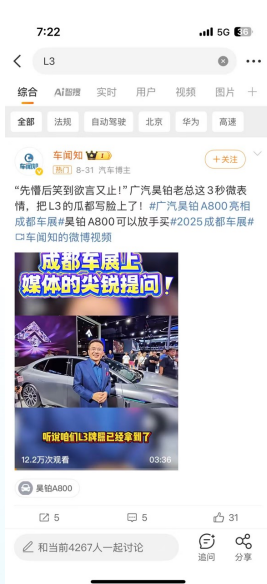 7:22
5G 36
L3
综合 Ai智搜 实时 用户 视频 图片
全部 法规 自动驾驶 北京 华为 高速
车闻知
热门 8-31 汽车博主
+关注
“先懵后笑到欲言又止!”广汽昊铂老总这3秒微表
情，把L3的瓜都写脸上了！#广汽昊铂A800亮相
成都车展#昊铂A800可以放手买#2025成都车展#
车闻知的微博视频
成都车展上
媒体的尖锐提问！
听说咱们L3牌照已经拿到了
12.2万次观看 03:36
昊铂A800
5 5 31
和当前4267人一起讨论
追问 分享